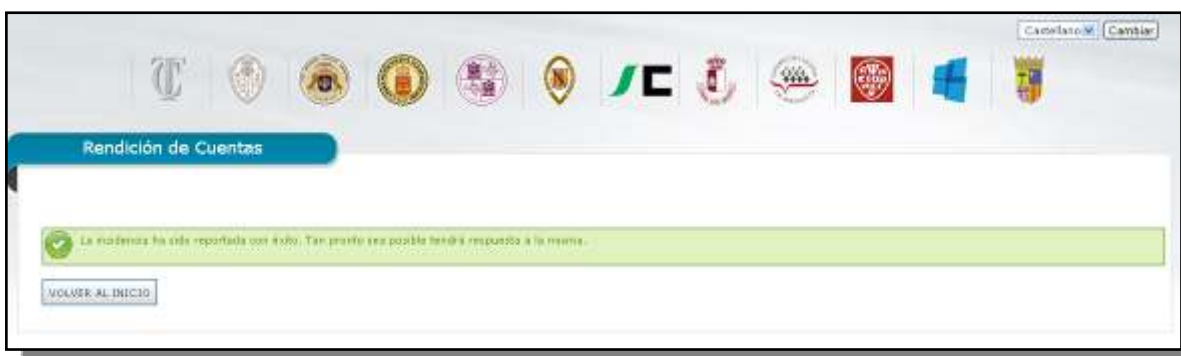 Castellano
Cambiar
Rendición de Cuentas
La incidencia ha sido reportada con éxito. Tan pronto sea posible tendrá respuesta a la misma.
VOLVER AL INICIO